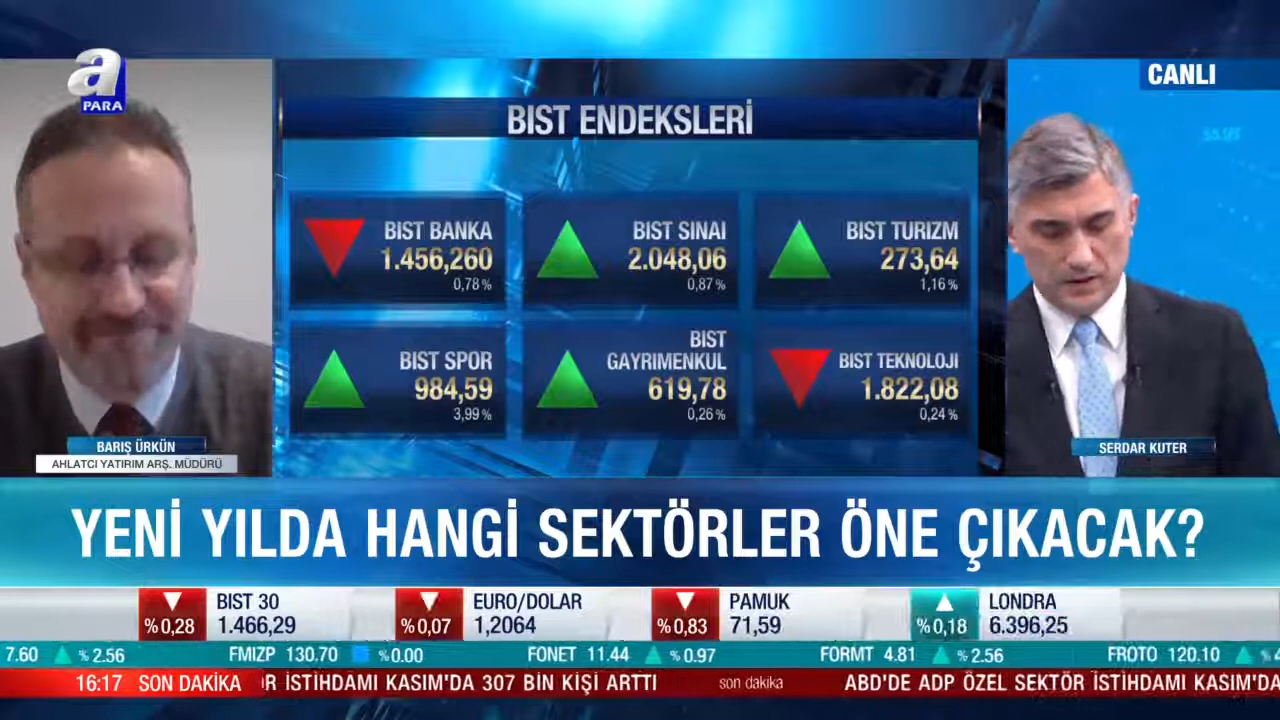 a
PARA
CANLI
BIST ENDEKSLERİ
BIST BANKA
1.456,260
0,78 %
BIST SINAI
2.048,06
0,87 %
BIST TURIZM
273,64
1,16 %
BIST SPOR
984,59
3,99 %
BIST
GAYRIMENKUL
619,78
0,26 %
BIST TEKNOLOJI
1.822,08
0,24 %
BARIŞ ÜRKÜN
AHLATCI YATIRIM ARŞ. MÜDÜRÜ
SERDAR KUTER
YENİ YILDA HANGİ SEKTÖRLER ÖNE ÇIKACAK?
%0,28 BIST 30 1.466,29
%0,07 EURO/DOLAR 1,2064
%0,83 PAMUK 71,59
%0,18 LONDRA 6.396,25
7.60 %2.56 FMIZP 130.70 %0.00 FONET 11.44 %0.97 FORMT 4.81 %2.56 FROTO 120.10
16:17 SON DAKİKA R İSTİHDAMI KASIM'DA 307 BİN KİŞİ ARTTI son dakika ABD'DE ADP ÖZEL SEKTÖR İSTİHDAMI KASIM'DA